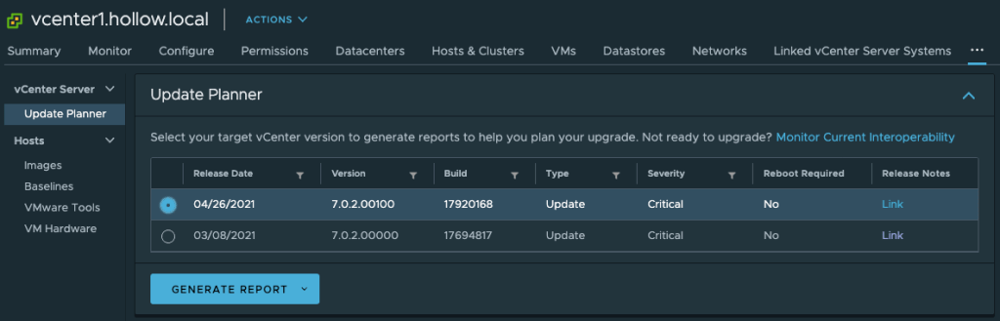 vcenter1.hollow.local ACTIONS
Summary Monitor Configure Permissions Datacenters Hosts & Clusters VMs Datastores Networks Linked vCenter Server Systems ...
vCenter Server
Update Planner
Hosts
Images
Baselines
VMware Tools
VM Hardware
Update Planner
Select your target vCenter version to generate reports to help you plan your upgrade. Not ready to upgrade? Monitor Current Interoperability
Release Date Version Build Type Severity Reboot Required Release Notes
04/26/2021 7.0.2.00100 17920168 Update Critical No Link
03/08/2021 7.0.2.00000 17694817 Update Critical No Link
GENERATE REPORT